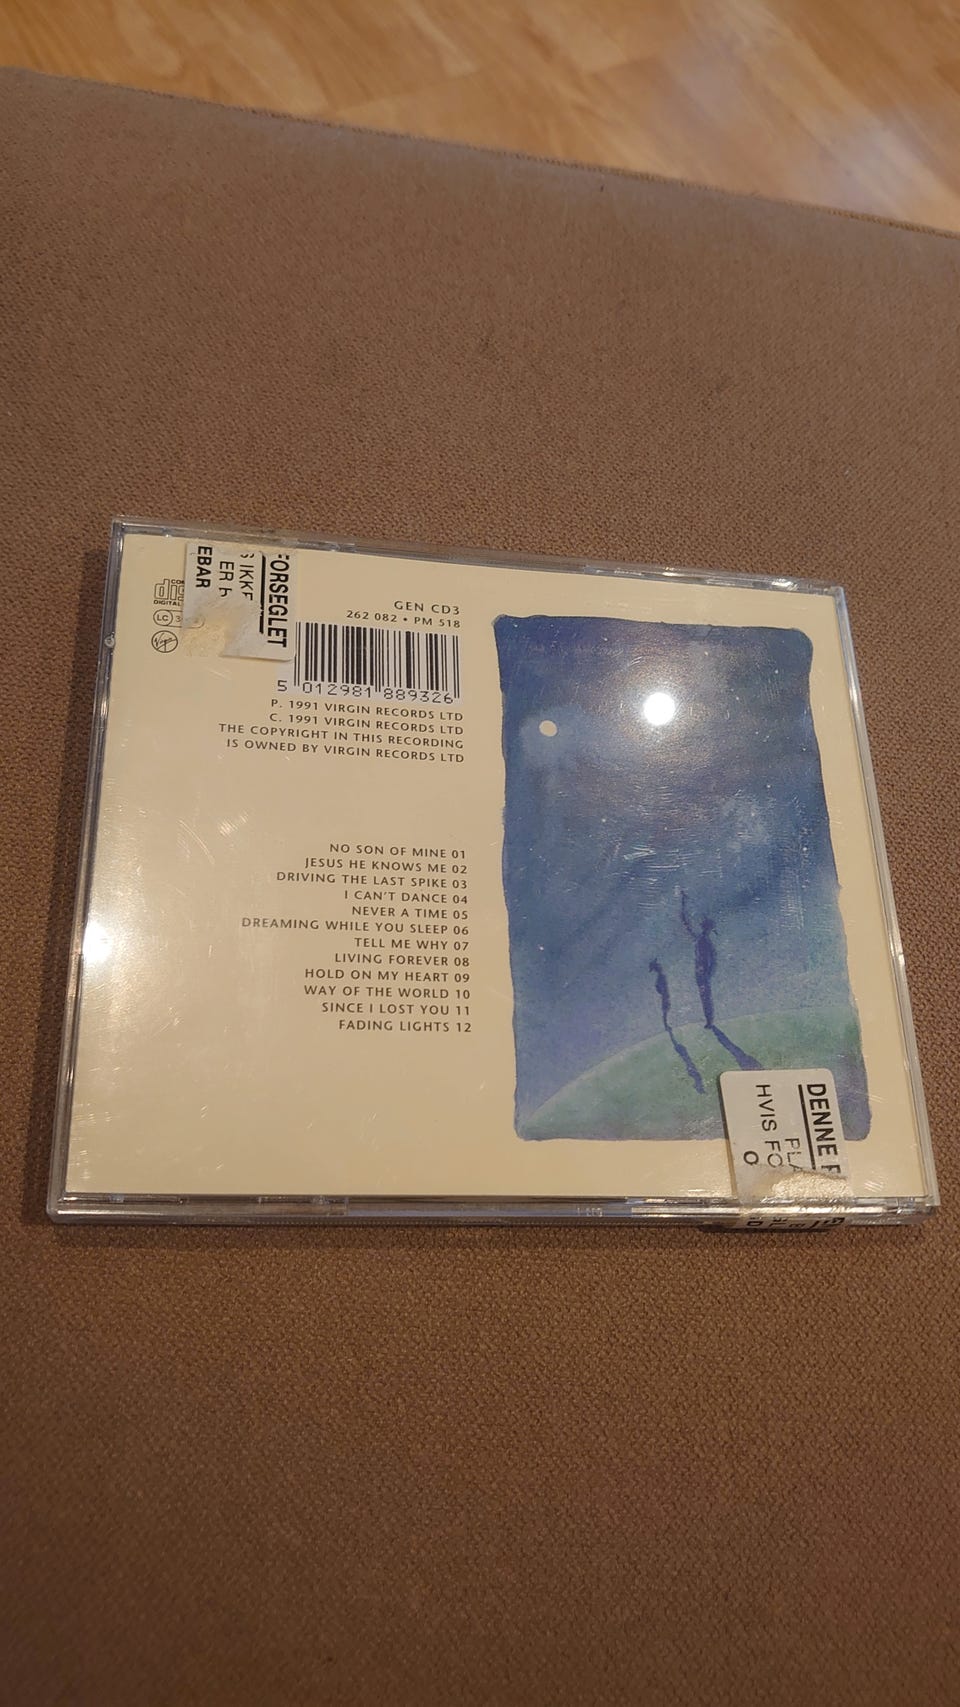 FORSEGLET
EBAR
GEN CD3
262 082 • PM 518
5 012981 889326
P. 1991 VIRGIN RECORDS LTD
C. 1991 VIRGIN RECORDS LTD
THE COPYRIGHT IN THIS RECORDING
IS OWNED BY VIRGIN RECORDS LTD
NO SON OF MINE 01
JESUS HE KNOWS ME 02
DRIVING THE LAST SPIKE 03
I CAN'T DANCE 04
NEVER A TIME 05
DREAMING WHILE YOU SLEEP 06
TELL ME WHY 07
LIVING FOREVER 08
HOLD ON MY HEART 09
WAY OF THE WORLD 10
SINCE I LOST YOU 11
FADING LIGHTS 12
DENNE
HVIS